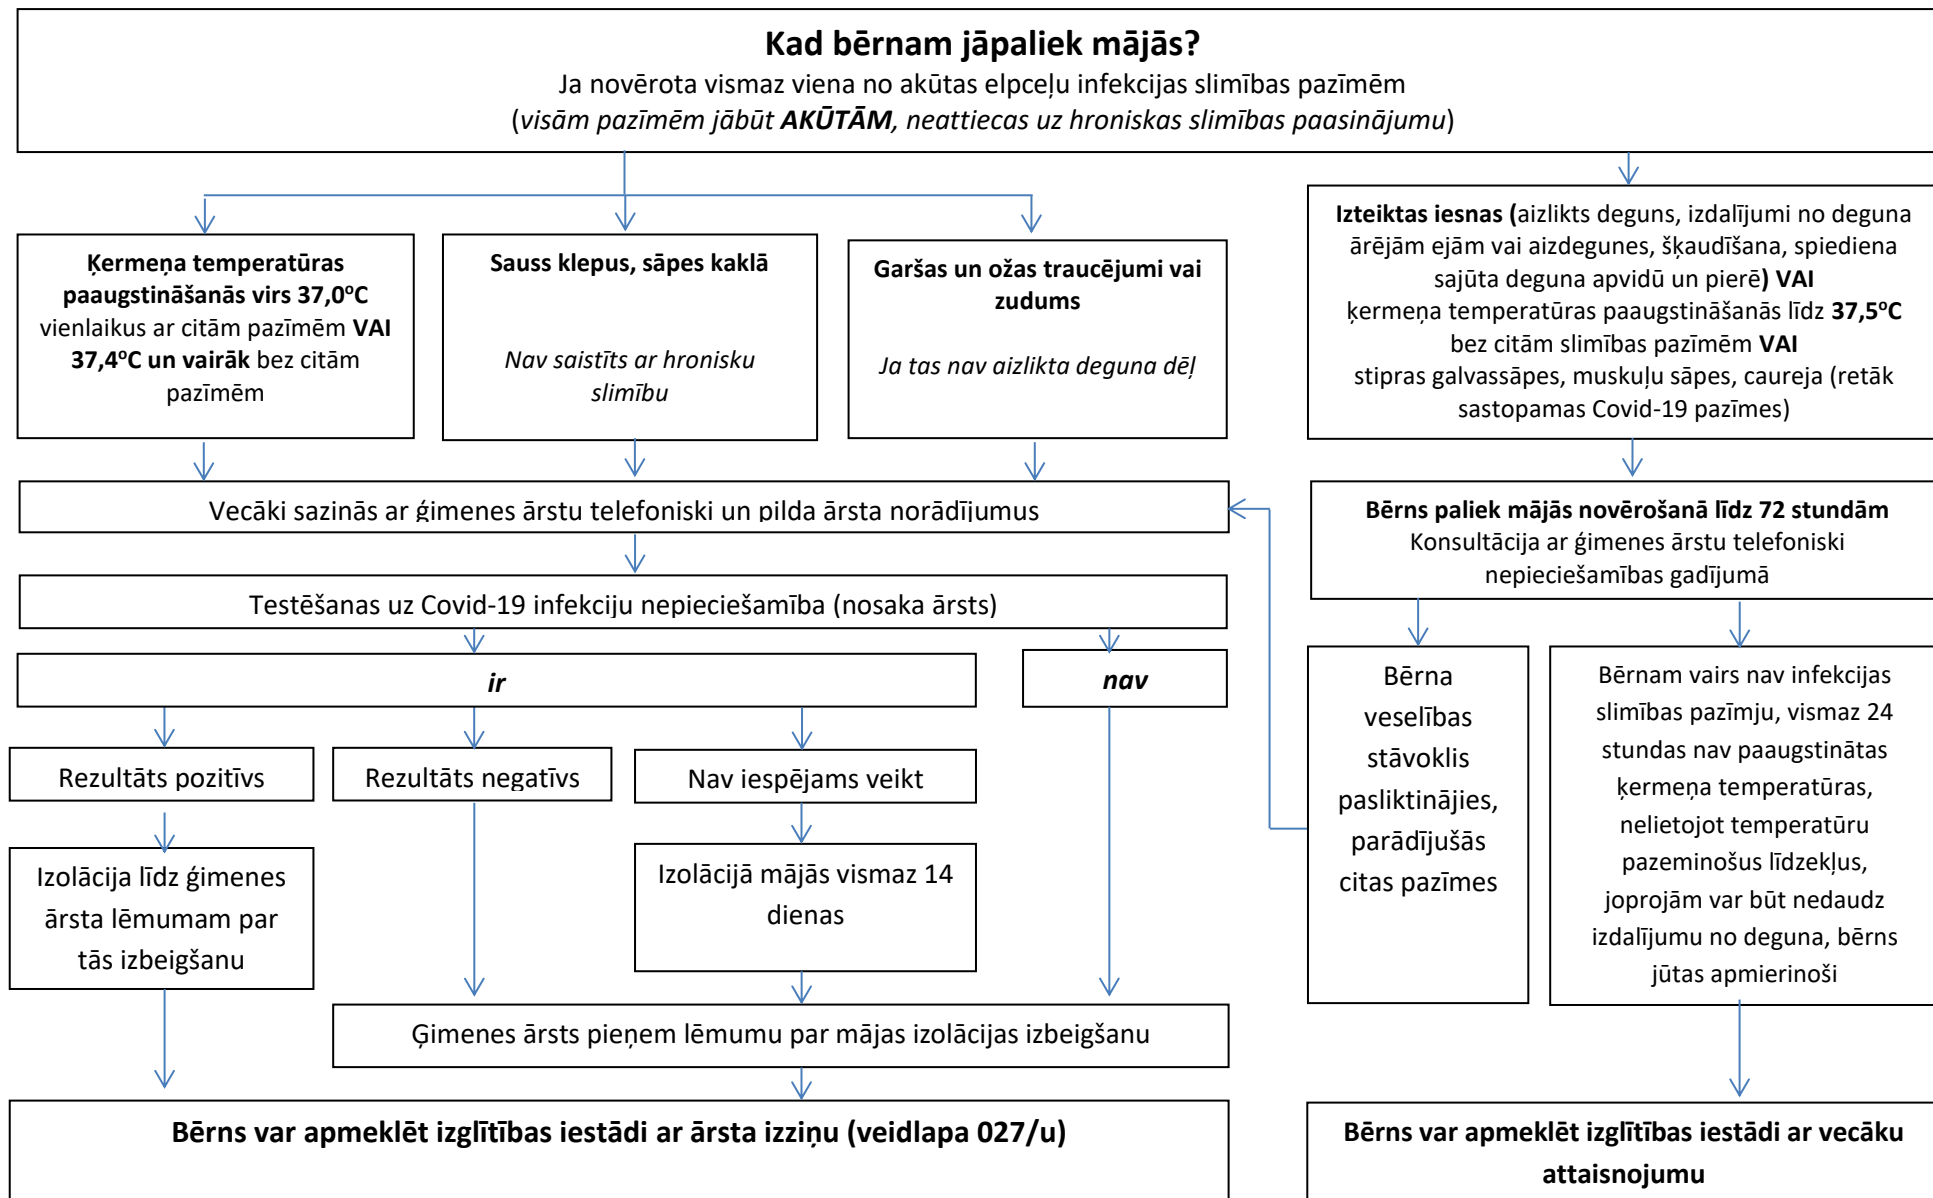 Kad bērnam jāpaliek mājās?
Ja novērota vismaz viena no akūtas elpceļu infekcijas slimības pazīmēm
(visām pazīmēm jābūt AKŪTĀM, neattiecas uz hroniskas slimības paasinājumu)
Ķermeņa temperatūras
paaugstināšanās virs 37,0°C
vienlaikus ar citām pazīmēm VAI
37,4°C un vairāk bez citām
pazīmēm
Sauss klepus, sāpes kaklā
Nav saistīts ar hronisku
slimību
Garšas un ožas traucējumi vai
zudums
Ja tas nav aizlikta deguna dēļ
Izteiktas iesnas (aizlikts deguns, izdalījumi no deguna
ārējām ejām vai aizdegunes, šķaudīšana, spiediena
sajūta deguna apvidū un pierē) VAI
ķermeņa temperatūras paaugstināšanās līdz 37,5°C
bez citām slimības pazīmēm VAI
stipras galvassāpes, muskuļu sāpes, caureja (retāk
sastopamas Covid-19 pazīmes)
Vecāki sazinās ar ģimenes ārstu telefoniski un pilda ārsta norādījumus
Bērns paliek mājās novērošanā līdz 72 stundām
Konsultācija ar ģimenes ārstu telefoniski
nepieciešamības gadījumā
Testēšanas uz Covid-19 infekciju nepieciešamība (nosaka ārsts)
ir
nav
Rezultāts pozitīvs
Rezultāts negatīvs
Nav iespējams veikt
Izolācija līdz ģimenes
ārsta lēmumam par
tās izbeigšanu
Izolācijā mājās vismaz 14
dienas
Bērna
veselības
stāvoklis
pasliktinājies,
parādījušās
citas pazīmes
Bērnam vairs nav infekcijas
slimības pazīmju, vismaz 24
stundas nav paaugstinātas
ķermeņa temperatūras,
nelietojot temperatūru
pazeminošus līdzekļus,
joprojām var būt nedaudz
izdalījumu no deguna, bērns
jūtas apmierinoši
Ģimenes ārsts pieņem lēmumu par mājas izolācijas izbeigšanu
Bērns var apmeklēt izglītības iestādi ar ārsta izziņu (veidlapa 027/u)
Bērns var apmeklēt izglītības iestādi ar vecāku
attaisnojumu